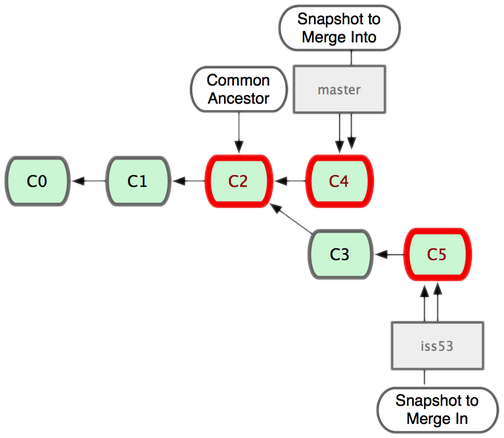 Snapshot to
Merge Into
Common
Ancestor
master
C0
C1
C2
C4
C3
C5
iss53
Snapshot to
Merge In